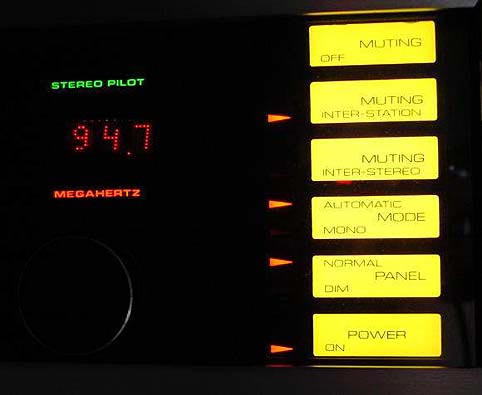 STEREO PILOT
94.7
MEGAHERTZ
MUTING
OFF
MUTING
INTER-STATION
MUTING
INTER-STEREO
AUTOMATIC
MODE
MONO
NORMAL
PANEL
DIM
POWER
ON